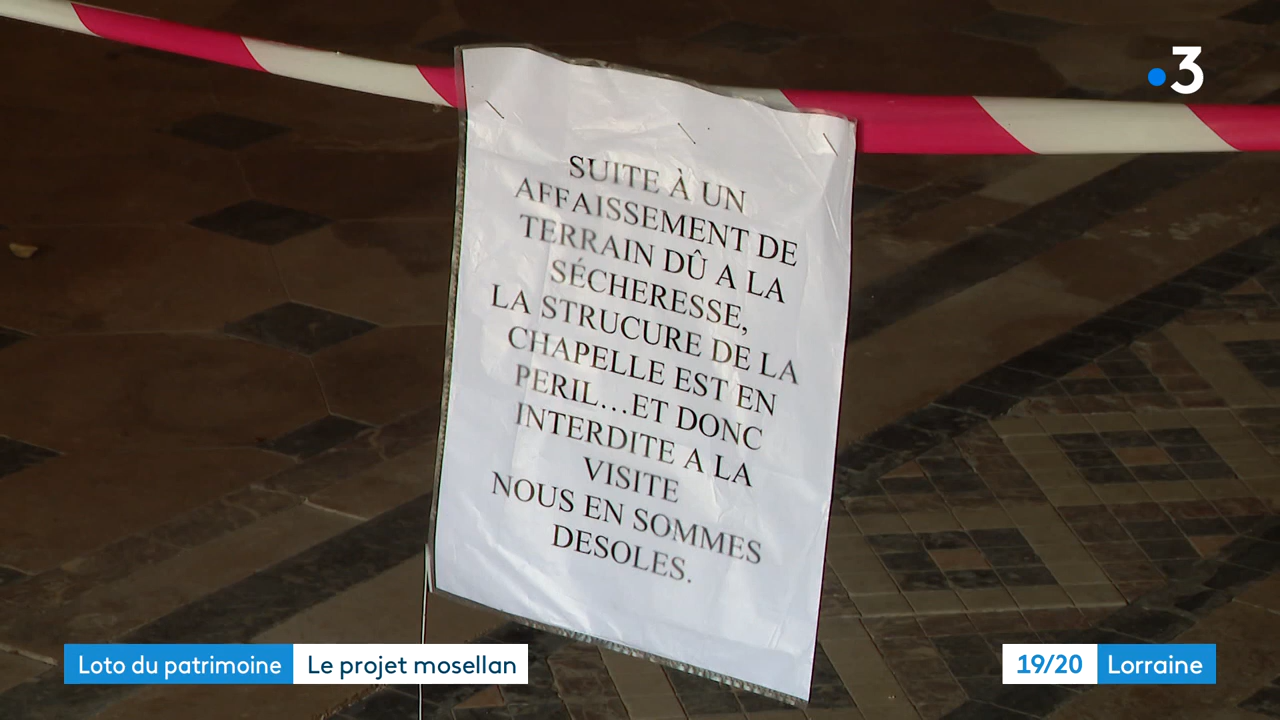 3
SUITE À UN
AFFAISSEMENT DE
TERRAIN DÛ A LA
SÉCHERESSE,
LA STRUCURE DE LA
CHAPELLE EST EN
PERIL...ET DONC
INTERDITE A LA
VISITE
NOUS EN SOMMES
DESOLES.
Loto du patrimoine Le projet mosellan
19/20 Lorraine